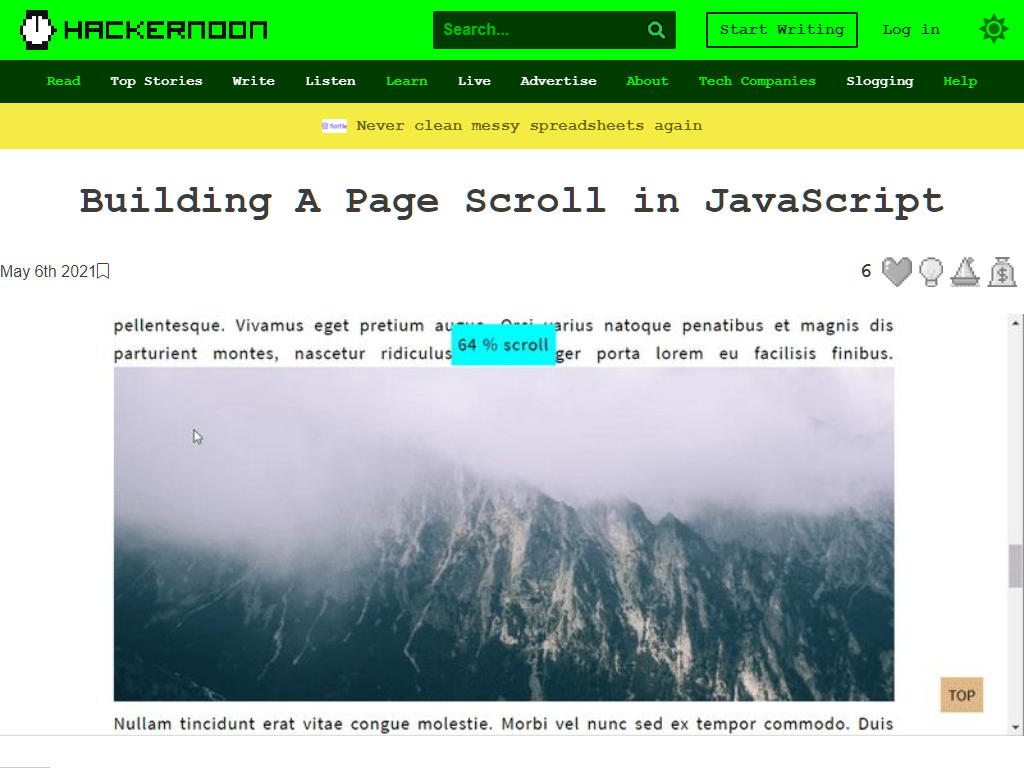 HACKERNOON
Search...
Start Writing
Log in
Read Top Stories Write Listen Learn Live Advertise About Tech Companies Slogging Help
Never clean messy spreadsheets again
Building A Page Scroll in JavaScript
May 6th 2021
6
pellentesque. Vivamus eget pretium augue. Orci varius natoque penatibus et magnis dis
64 % scroll
parturient montes, nascetur ridiculus ger porta lorem eu facilisis finibus.
TOP
Nullam tincidunt erat vitae congue molestie. Morbi vel nunc sed ex tempor commodo. Duis